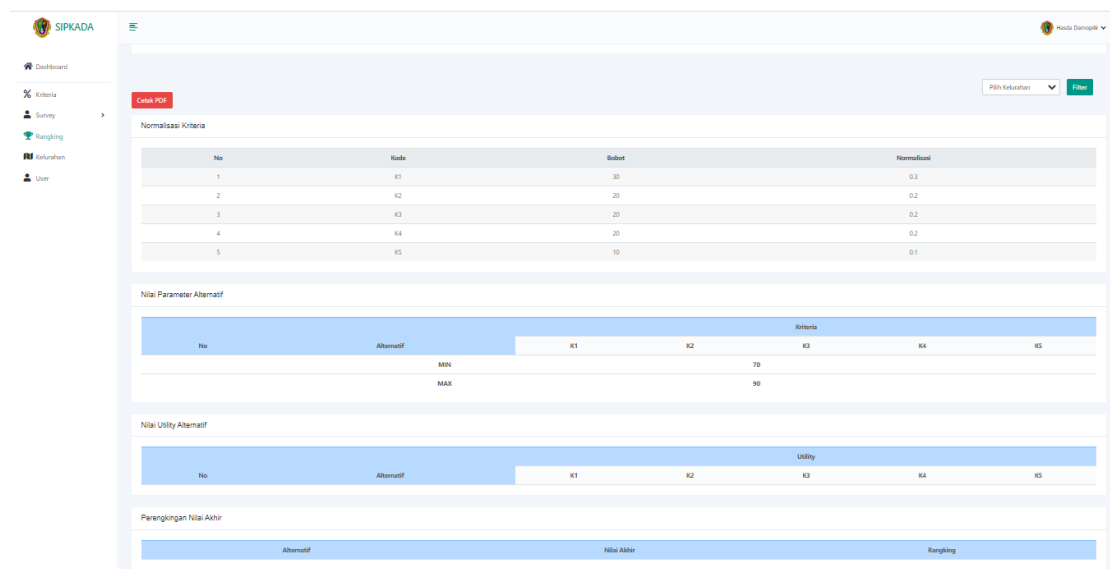 SIPKADA
Hasta Damopilii
Dashboard
Kriteria
Survey
Rangking
Kelurahan
User
Pilih Kelurahan
Filter
Cetak PDF
Normalisasi Kriteria
No Kode Bobot Normalisasi
1 K1 30 0.3
2 K2 20 0.2
3 K3 20 0.2
4 K4 20 0.2
5 K5 10 0.1
Nilai Parameter Alternatif
Kriteria
No Alternatif K1 K2 K3 K4 K5
MIN 70
MAX 90
Nilai Utility Alternatif
Utility
No Alternatif K1 K2 K3 K4 K5
Perengkingan Nilai Akhir
Alternatif Nilai Akhir Rangking